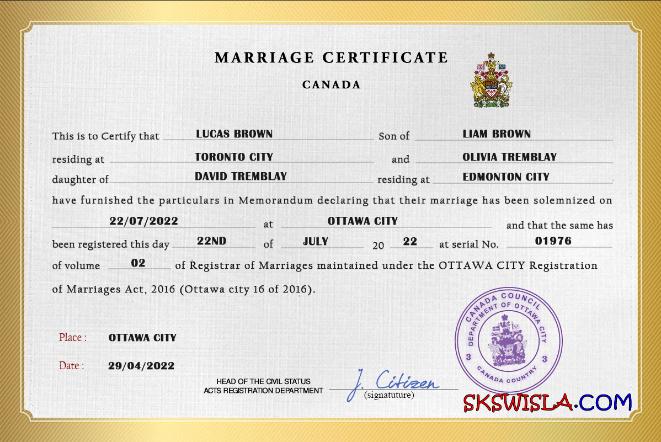 MARRIAGE CERTIFICATE
CANADA
This is to Certify that LUCAS BROWN Son of LIAM BROWN
residing at TORONTO CITY and OLIVIA TREMBLAY
daughter of DAVID TREMBLAY residing at EDMONTON CITY
have furnished the particulars in Memorandum declaring that their marriage has been solemnized on
22/07/2022 at OTTAWA CITY and that the same has
been registered this day 22ND of JULY 20 22 at serial No. 01976
of volume 02 of Registrar of Marriages maintained under the OTTAWA CITY Registration
of Marriages Act, 2016 (Ottawa city 16 of 2016).
Place : OTTAWA CITY
Date : 29/04/2022
HEAD OF THE CIVIL STATUS
ACTS REGISTRATION DEPARTMENT
J. Citizen
(signatuture)
CANADA COUNCIL
DEPARTMENT OF OTTAWA CITY
3 3
CANADA COUNTRY
SKSWISLA.COM